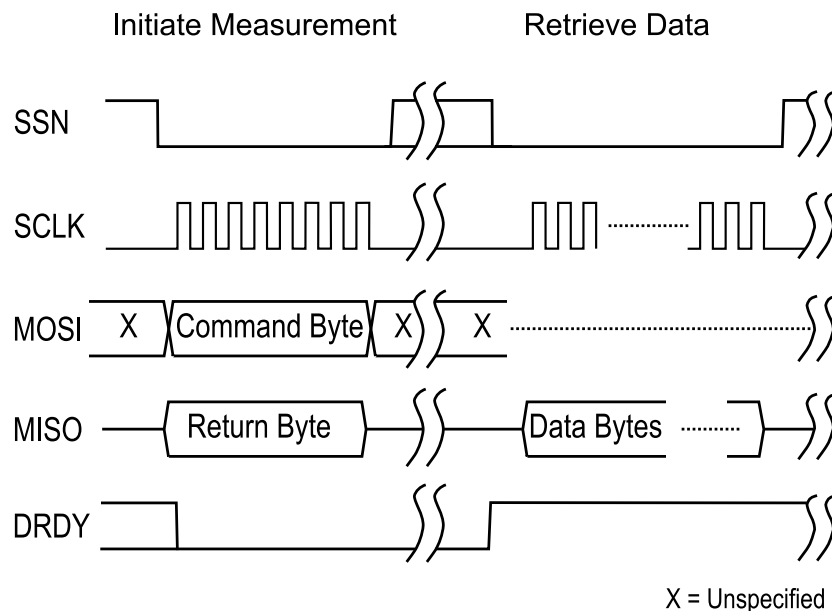 Initiate Measurement Retrieve Data
SSN
SCLK
MOSI X Command Byte X X
MISO Return Byte Data Bytes
DRDY
X = Unspecified